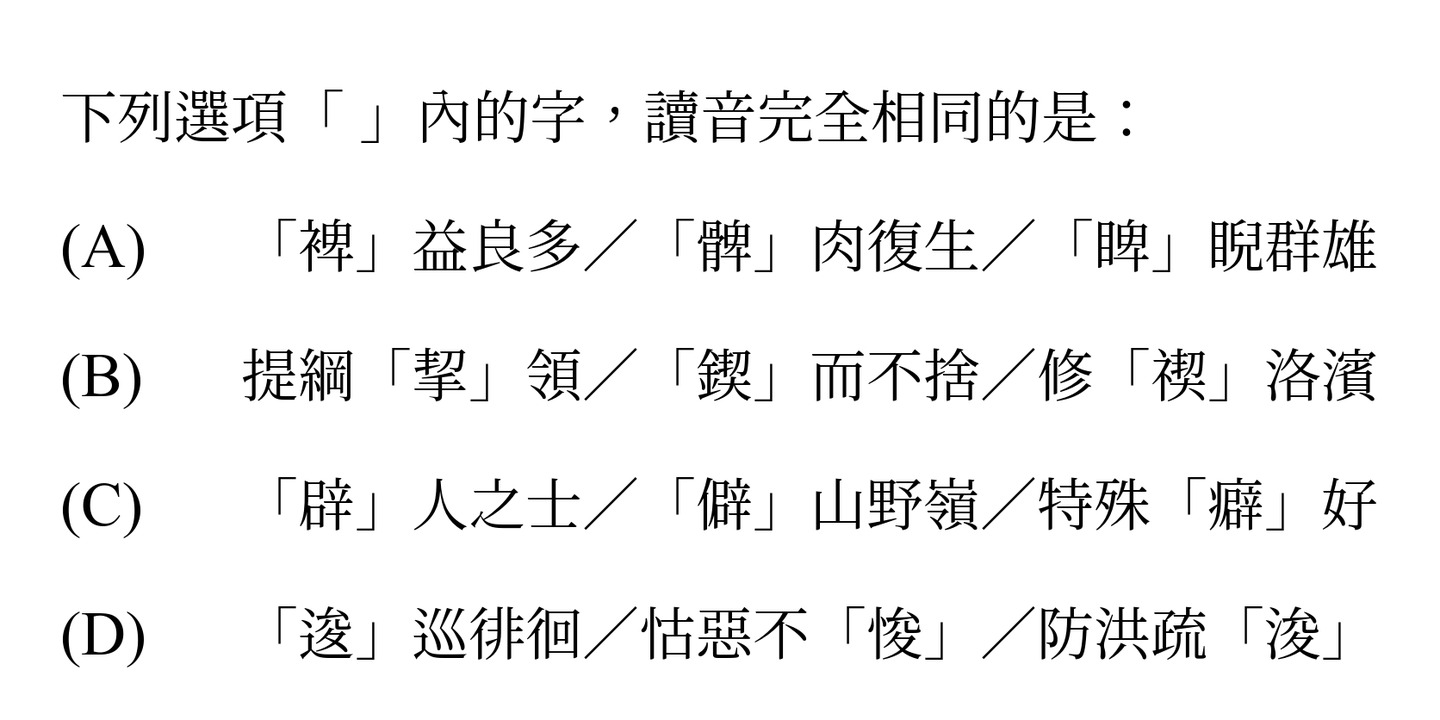 下列選項「 」內的字，讀音完全相同的是：
(A) 「裨」益良多／「髀」肉復生／「睥」睨群雄
(B) 提綱「挈」領／「鍥」而不捨／修「禊」洛濱
(C) 「辟」人之士／「僻」山野嶺／特殊「癖」好
(D) 「逡」巡徘徊／怙惡不「悛」／防洪疏「浚」